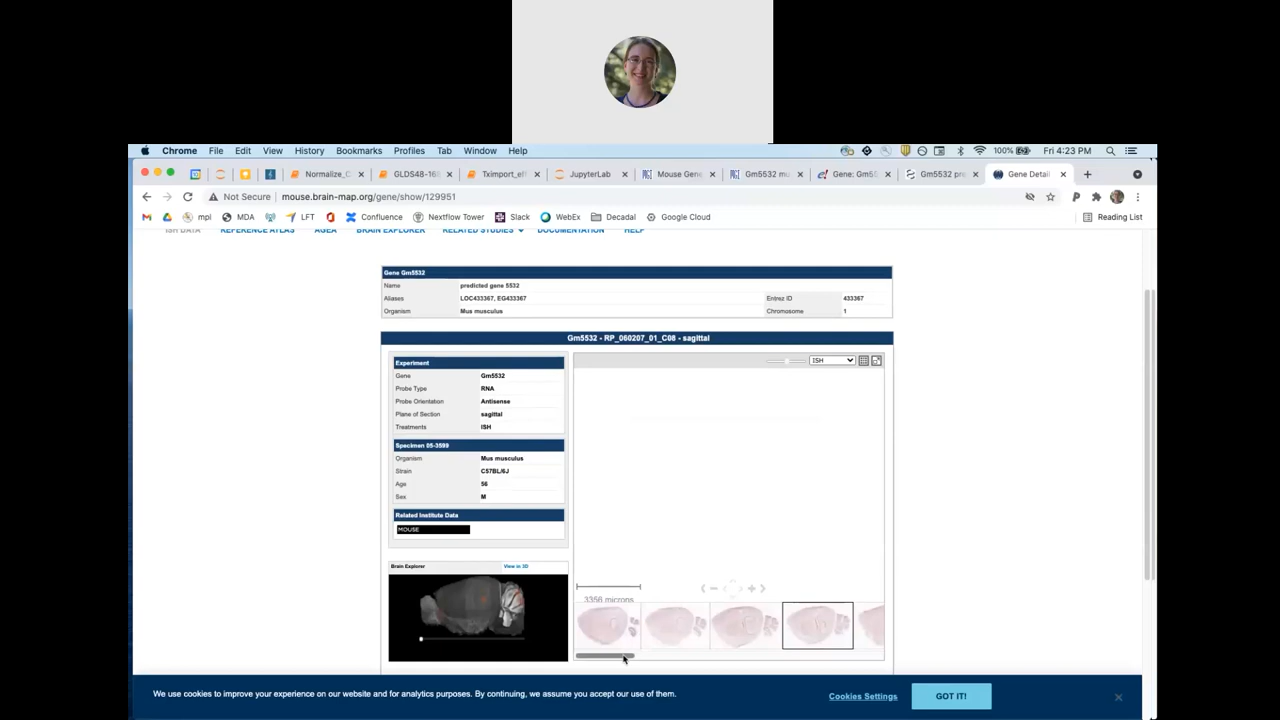 Chrome File Edit View History Bookmarks Profiles Tab Window Help 100% Fri 4:23 PM
Normalize_C GLDS48-16 Tximport_ef JupyterLab Mouse Gene Gm5532 mu Gene: Gm55 Gm5532 pre Gene Detail
Not Secure mouse.brain-map.org/gene/show/129951
mpl MDA LFT Confluence Nextflow Tower Slack WebEx Decadal Google Cloud Reading List
ISH DATA REFERENCE ATLAS AGEA BRAIN EXPLORER RELATED STUDIES DOCUMENTATION HELP
Gene Gm5532
Name predicted gene 5532
Aliases LOC433367, EG433367 Entrez ID 433367
Organism Mus musculus Chromosome 1
Gm5532 - RP_060207_01_C08 - sagittal
Experiment
Gene Gm5532
Probe Type RNA
Probe Orientation Antisense
Plane of Section sagittal
Treatments ISH
Specimen 05-3599
Organism Mus musculus
Strain C57BL/6J
Age 56
Sex M
Related Institute Data
MOUSE
Brain Explorer View in 3D
ISH
3356 microns
We use cookies to improve your experience on our website and for analytics purposes. By continuing, we assume you accept our use of them.
Cookies Settings
GOT IT!